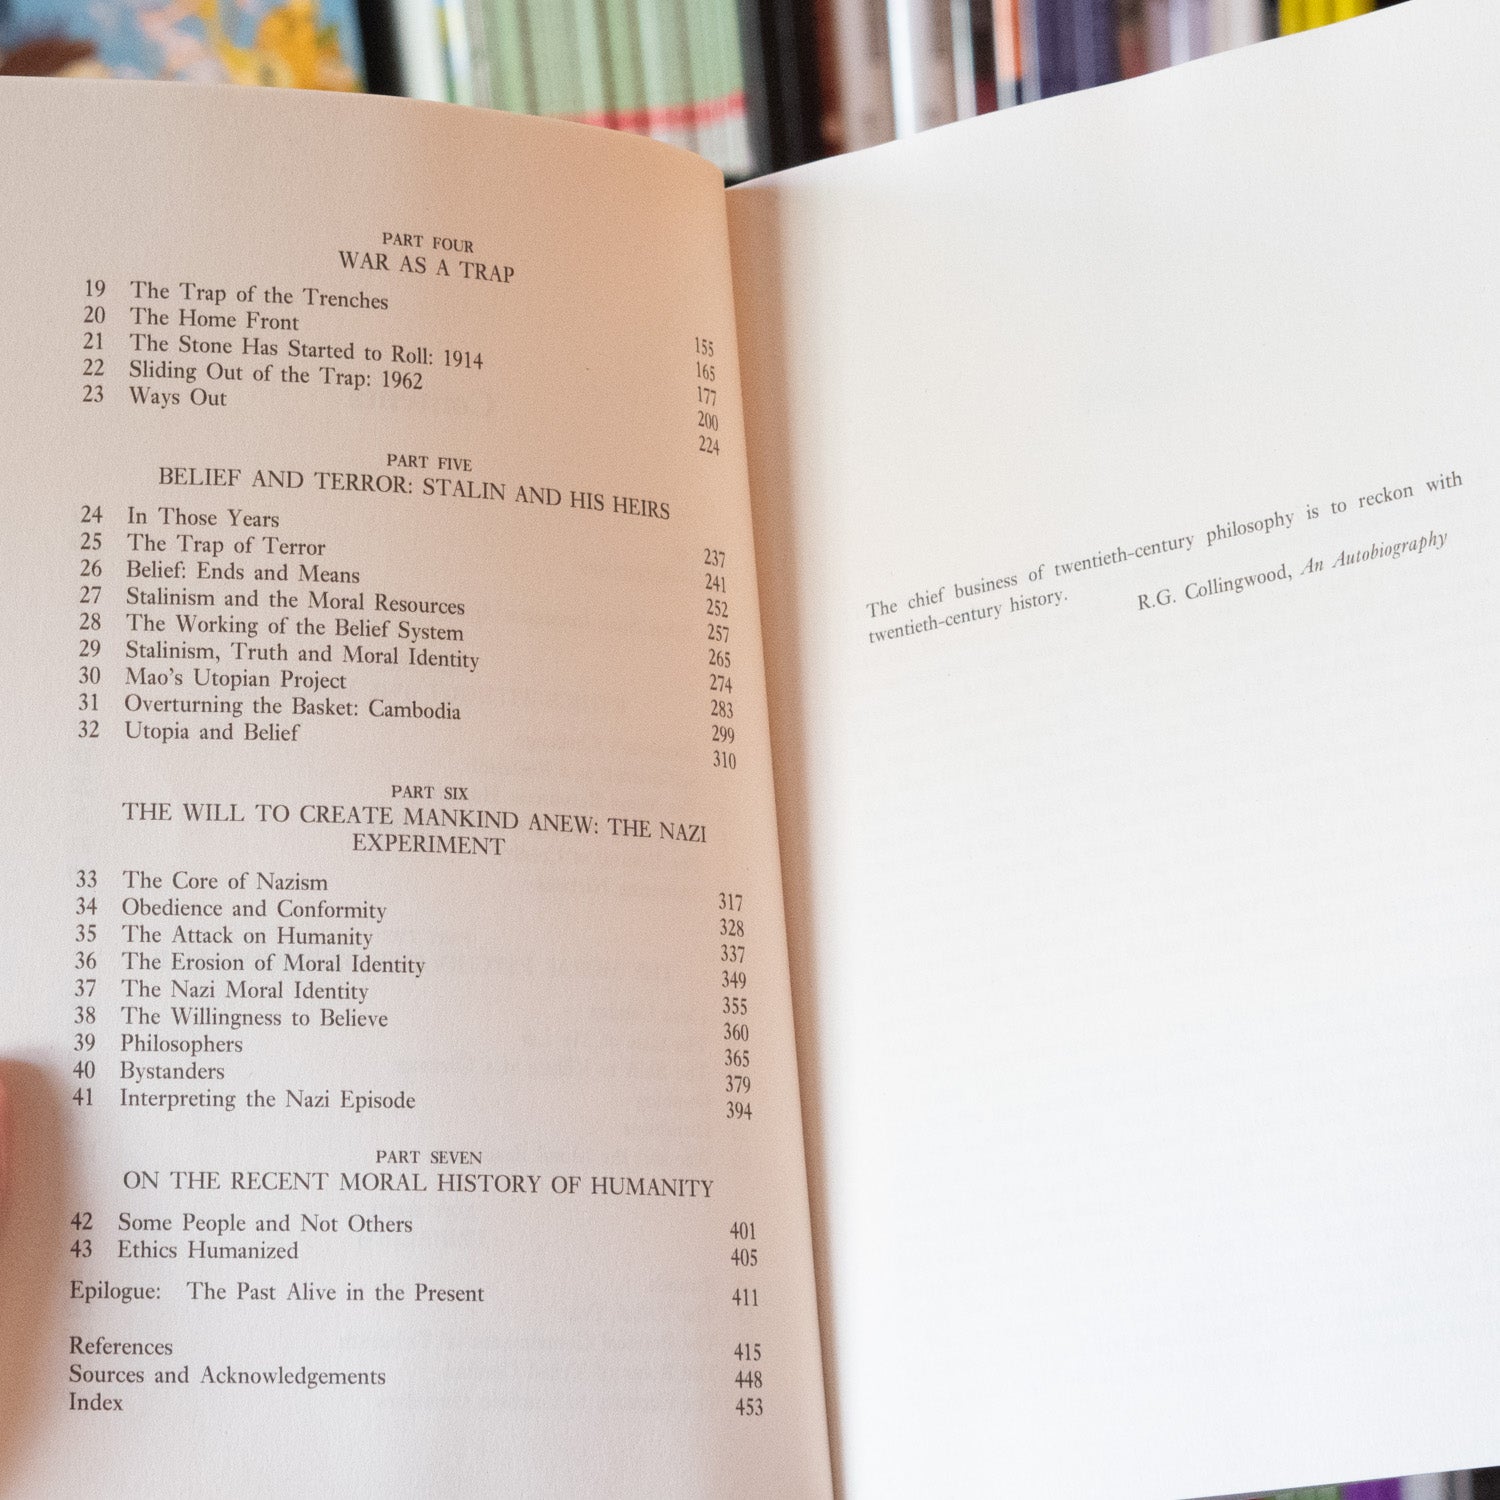 PART FOUR
WAR AS A TRAP
19 The Trap of the Trenches 155
20 The Home Front 165
21 The Stone Has Started to Roll: 1914 177
22 Sliding Out of the Trap: 1962 200
23 Ways Out 224
PART FIVE
BELIEF AND TERROR: STALIN AND HIS HEIRS
24 In Those Years 237
25 The Trap of Terror 241
26 Belief: Ends and Means 252
27 Stalinism and the Moral Resources 257
28 The Working of the Belief System 265
29 Stalinism, Truth and Moral Identity 274
30 Mao's Utopian Project 283
31 Overturning the Basket: Cambodia 299
32 Utopia and Belief 310
PART SIX
THE WILL TO CREATE MANKIND ANEW: THE NAZI
EXPERIMENT
33 The Core of Nazism 317
34 Obedience and Conformity 328
35 The Attack on Humanity 337
36 The Erosion of Moral Identity 349
37 The Nazi Moral Identity 355
38 The Willingness to Believe 360
39 Philosophers 365
40 Bystanders 379
41 Interpreting the Nazi Episode 394
PART SEVEN
ON THE RECENT MORAL HISTORY OF HUMANITY
42 Some People and Not Others 401
43 Ethics Humanized 405
Epilogue: The Past Alive in the Present 411
References 415
Sources and Acknowledgements 448
Index 453
The chief business of twentieth-century philosophy is to reckon with
twentieth-century history.
R.G. Collingwood, An Autobiography